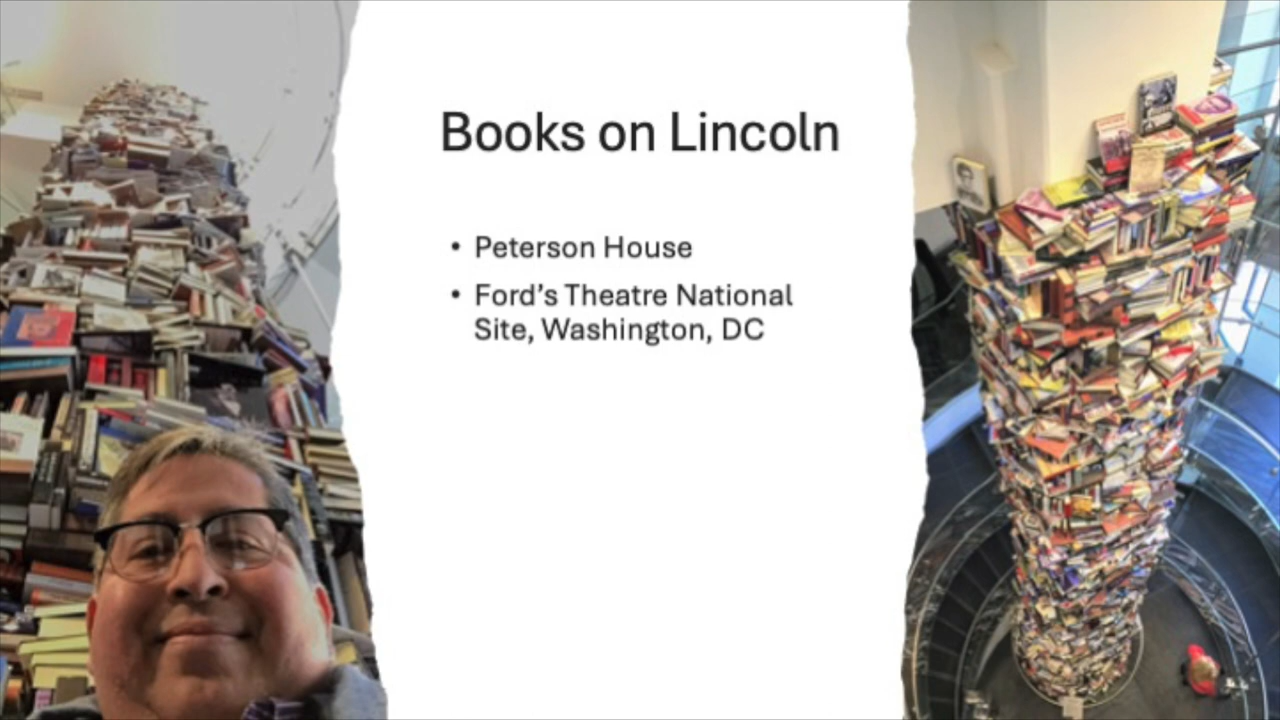 Books on Lincoln
• Peterson House
• Ford’s Theatre National
Site, Washington, DC